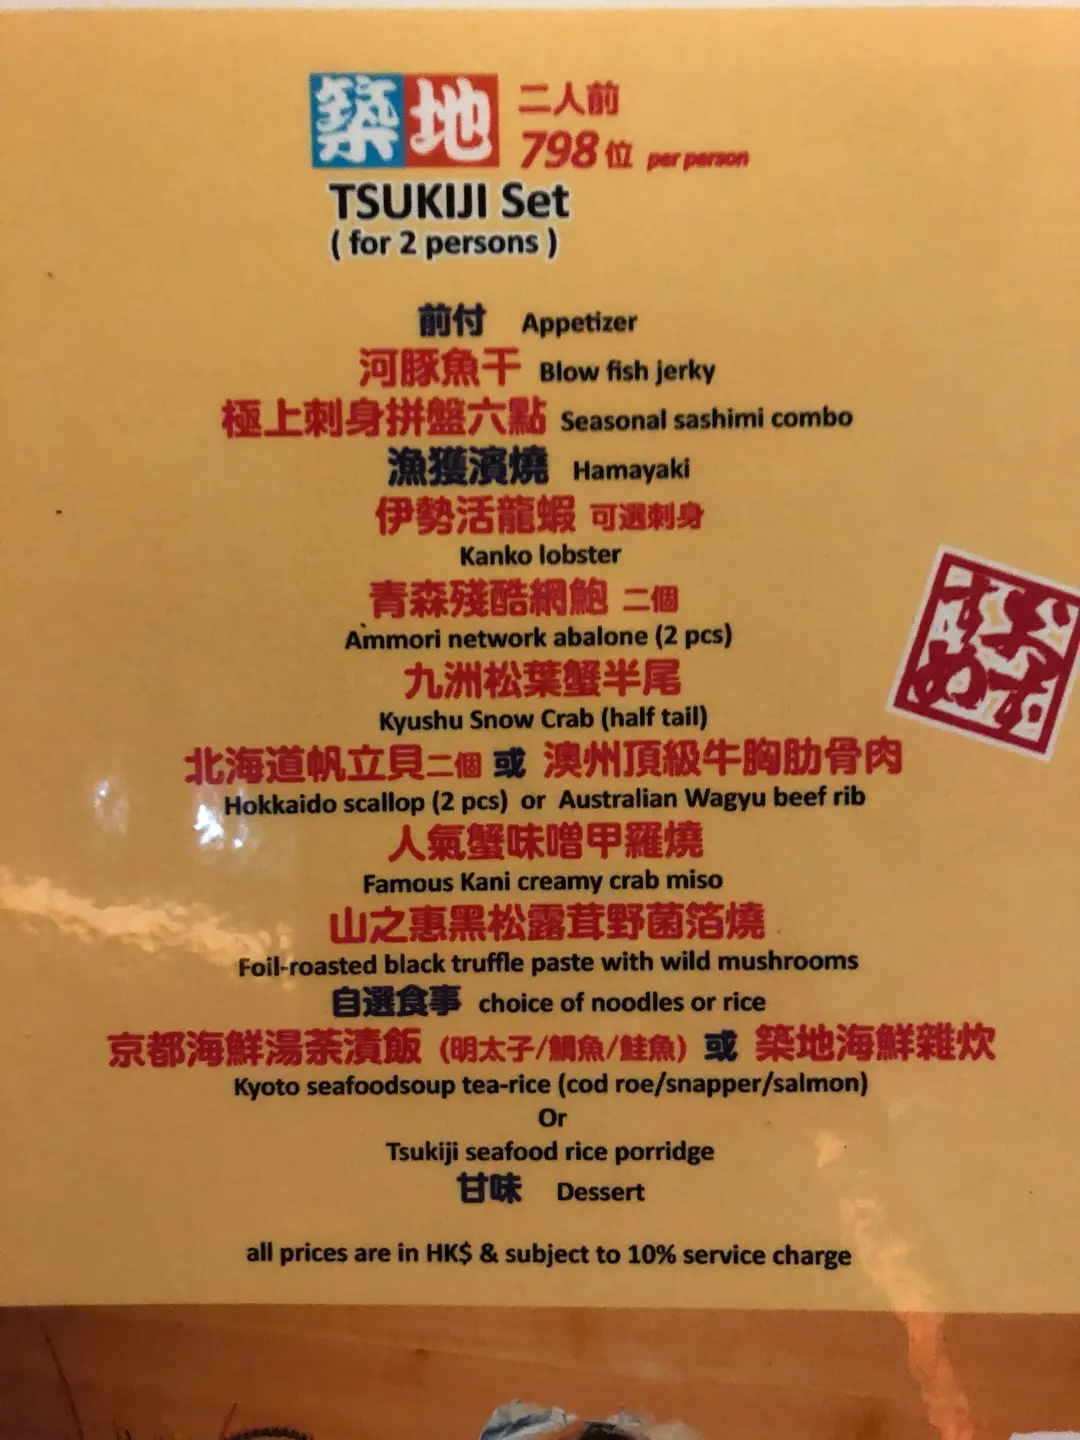 築地 二人前
798位 per person
TSUKIJI Set
( for 2 persons )
前付 Appetizer
河豚魚干 Blow fish jerky
極上刺身拼盤六點 Seasonal sashimi combo
漁獲濱燒 Hamayaki
伊勢活龍蝦 可選刺身
Kanko lobster
青森殘酷網鮑 二個
Ammori network abalone (2 pcs)
九洲松葉蟹半尾
Kyushu Snow Crab (half tail)
北海道帆立貝二個 或 澳州頂級牛胸肋骨肉
Hokkaido scallop (2 pcs) or Australian Wagyu beef rib
人氣蟹味噌甲羅燒
Famous Kani creamy crab miso
山之惠黑松露茸野菌箔燒
Foil-roasted black truffle paste with wild mushrooms
自選食事 choice of noodles or rice
京都海鮮湯茶漬飯 (明太子/鯛魚/鮭魚) 或 築地海鮮雜炊
Kyoto seafoodsoup tea-rice (cod roe/snapper/salmon)
Or
Tsukiji seafood rice porridge
甘味 Dessert
all prices are in HK$ & subject to 10% service charge